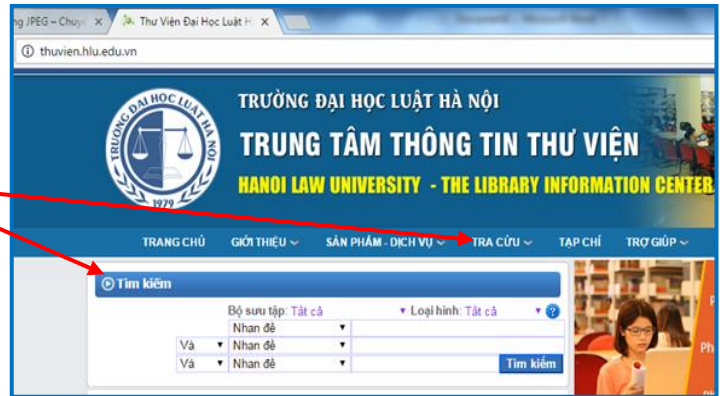 ng JPEG – Chuyể
Thư Viện Đại Học Luật H
thuvien.hlu.edu.vn
TRƯỜNG ĐẠI HỌC LUẬT HÀ NỘI
1979
TRƯỜNG ĐẠI HỌC LUẬT HÀ NỘI
TRUNG TÂM THÔNG TIN THƯ VIỆN
HANOI LAW UNIVERSITY - THE LIBRARY INFORMATION CENTER
TRANG CHỦ GIỚI THIỆU SẢN PHẨM - DỊCH VỤ TRA CỨU TẠP CHÍ TRỢ GIÚP
Tìm kiếm
Bộ sưu tập: Tất cả Loại hình: Tất cả ?
Nhan đề
Và Nhan đề
Và Nhan đề Tìm kiếm